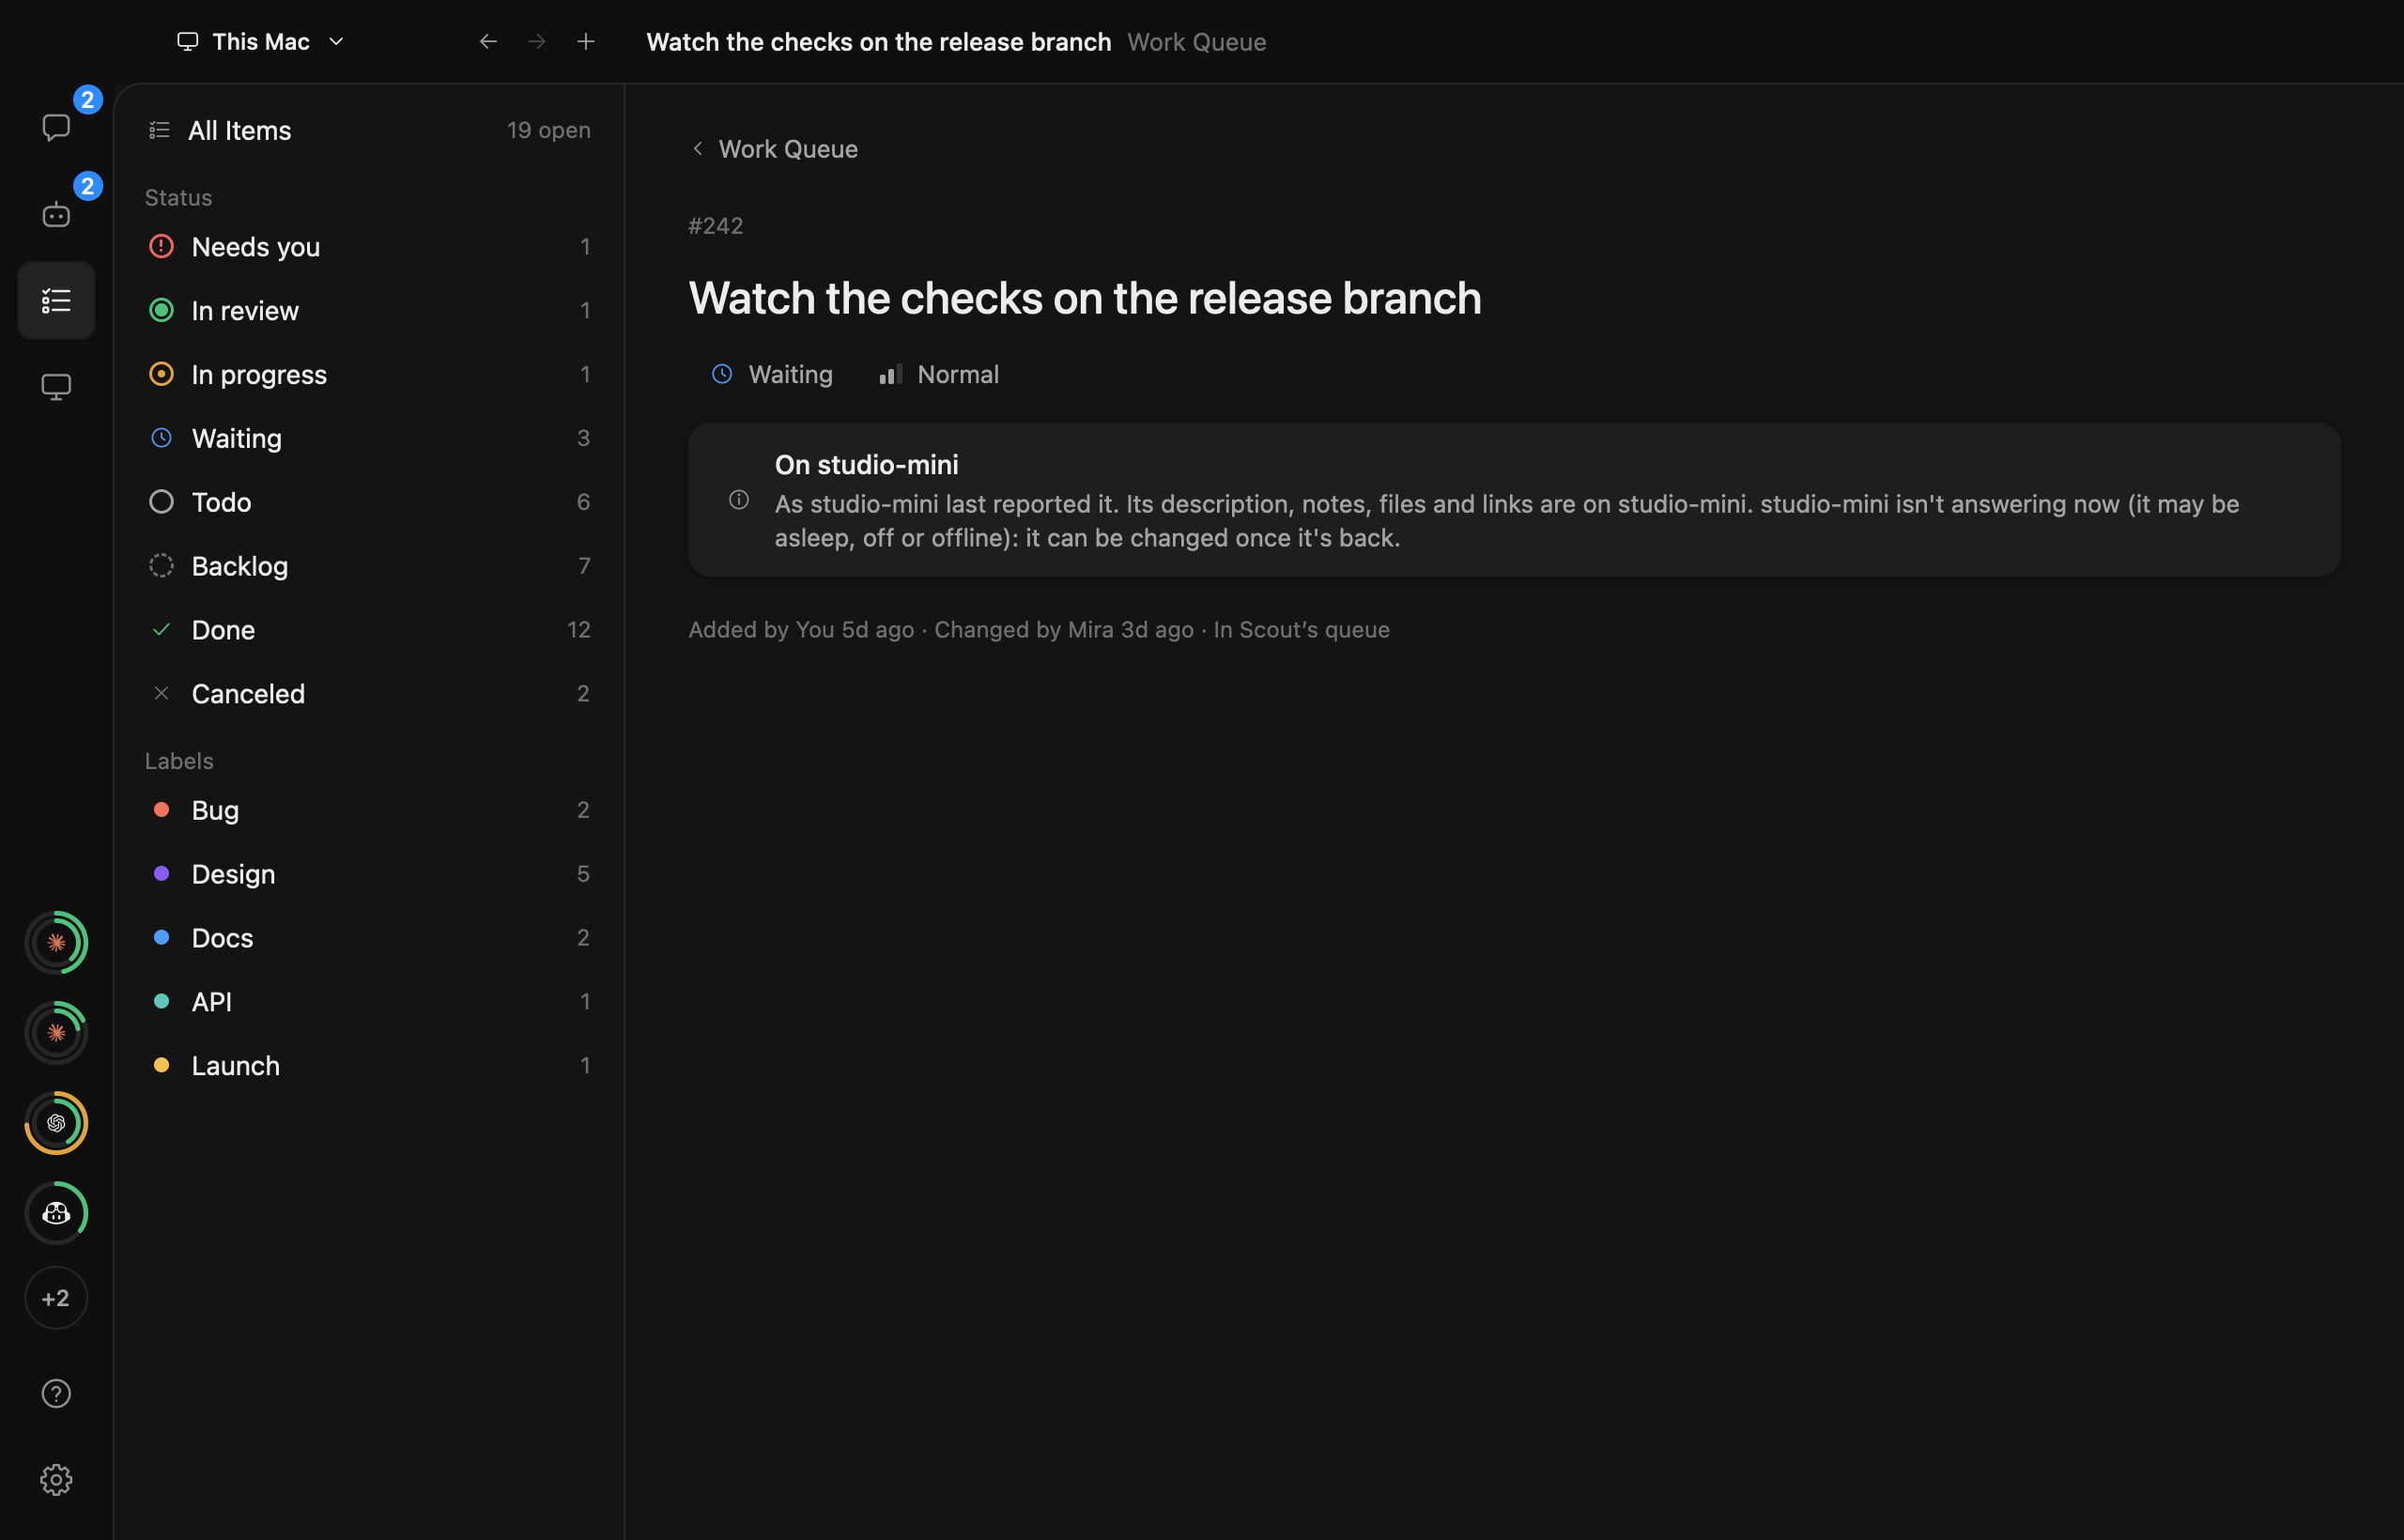 This Mac
Watch the checks on the release branch Work Queue
2
2
All Items 19 open
Status
Needs you 1
In review 1
In progress 1
Waiting 3
Todo 6
Backlog 7
Done 12
Canceled 2
Labels
Bug 2
Design 5
Docs 2
API 1
Launch 1
+2
Work Queue
#242
Watch the checks on the release branch
Waiting Normal
On studio-mini
As studio-mini last reported it. Its description, notes, files and links are on studio-mini. studio-mini isn't answering now (it may be
asleep, off or offline): it can be changed once it's back.
Added by You 5d ago · Changed by Mira 3d ago · In Scout’s queue